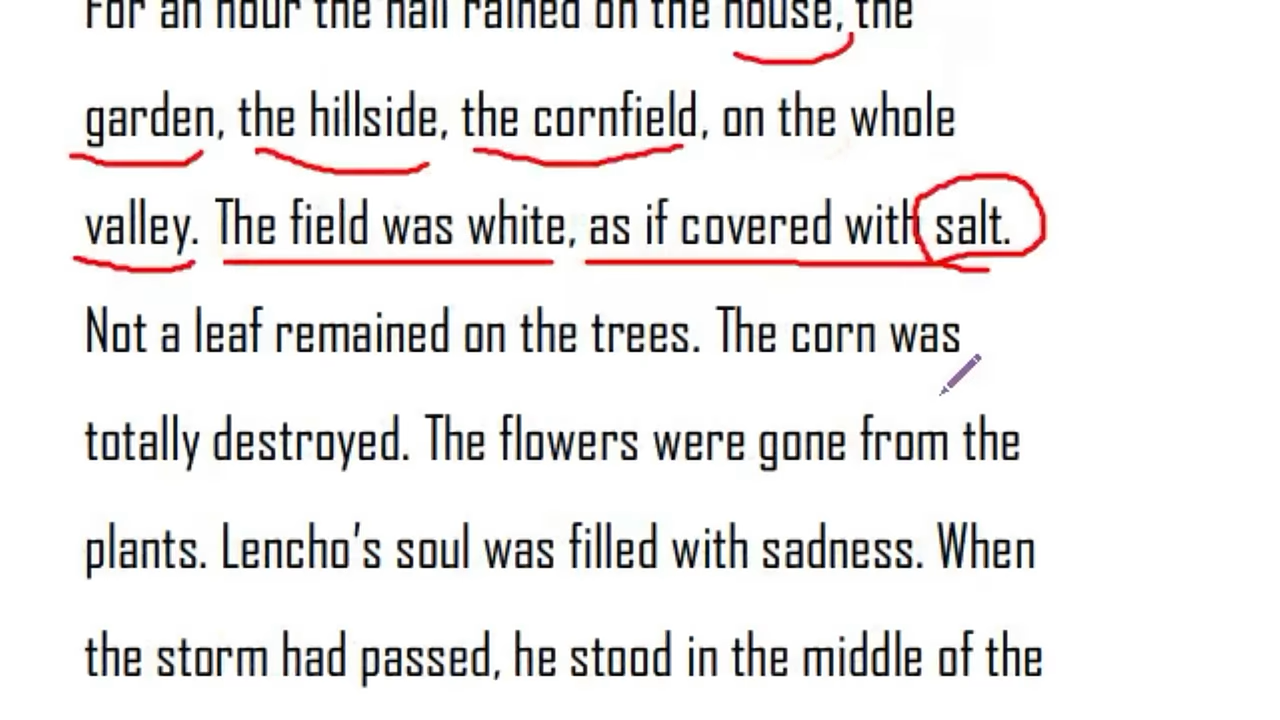 For an hour the hail rained on the house, the
garden, the hillside, the cornfield, on the whole
valley. The field was white, as if covered with salt.
Not a leaf remained on the trees. The corn was
totally destroyed. The flowers were gone from the
plants. Lencho’s soul was filled with sadness. When
the storm had passed, he stood in the middle of the